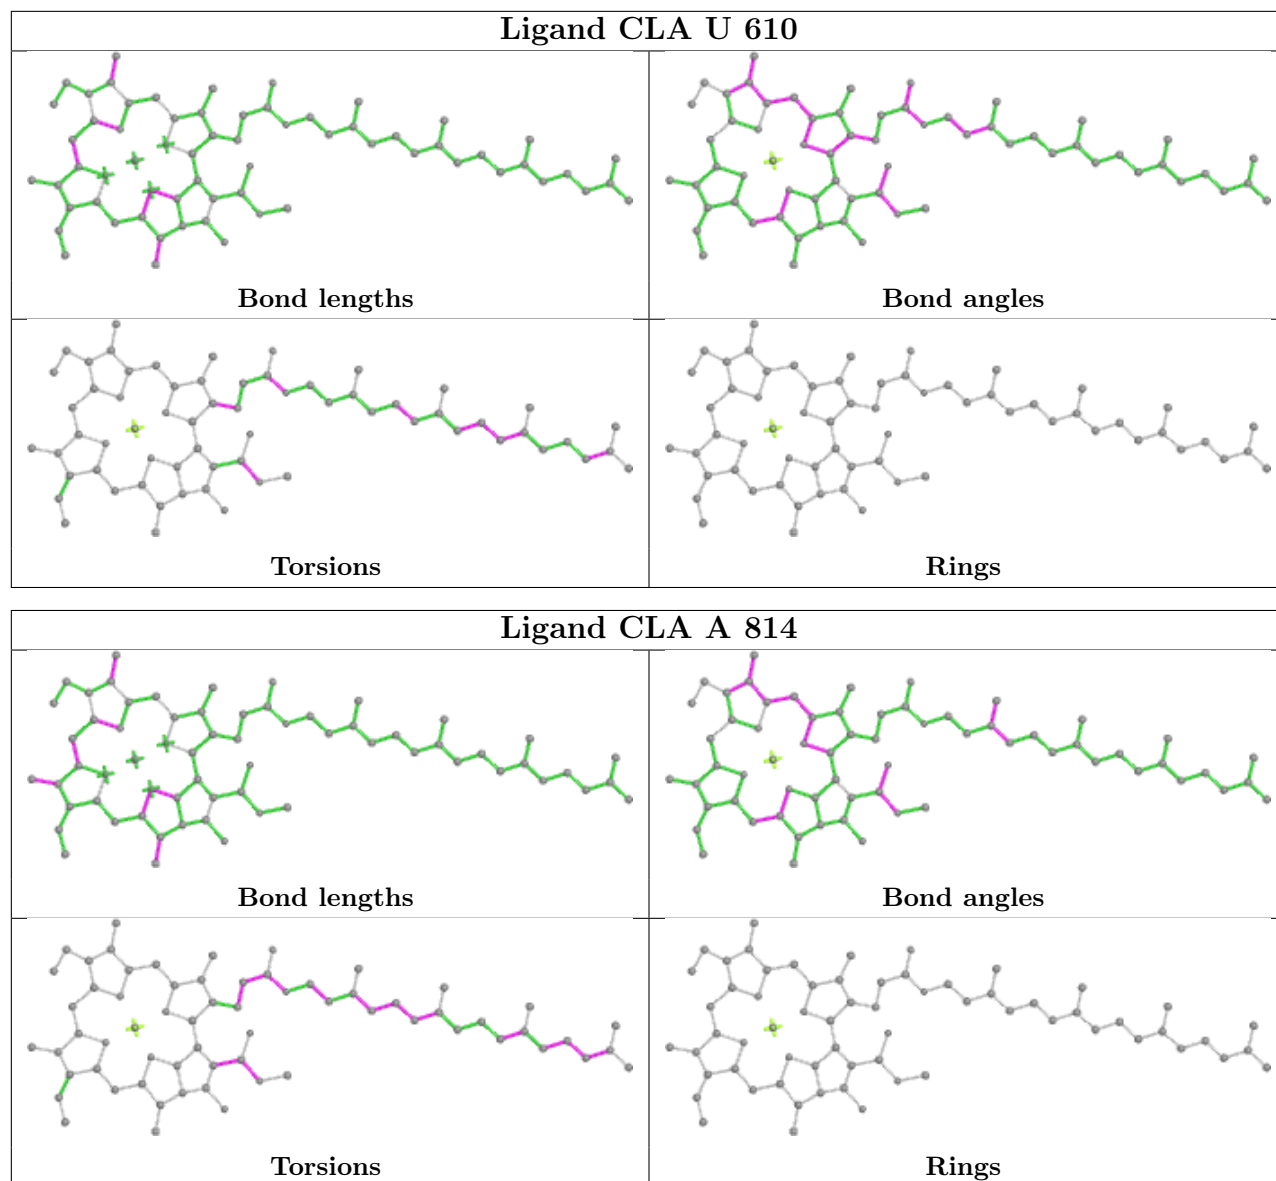 Ligand CLA U 610
Bond lengths
Bond angles
Torsions
Rings
Ligand CLA A 814
Bond lengths
Bond angles
Torsions
Rings